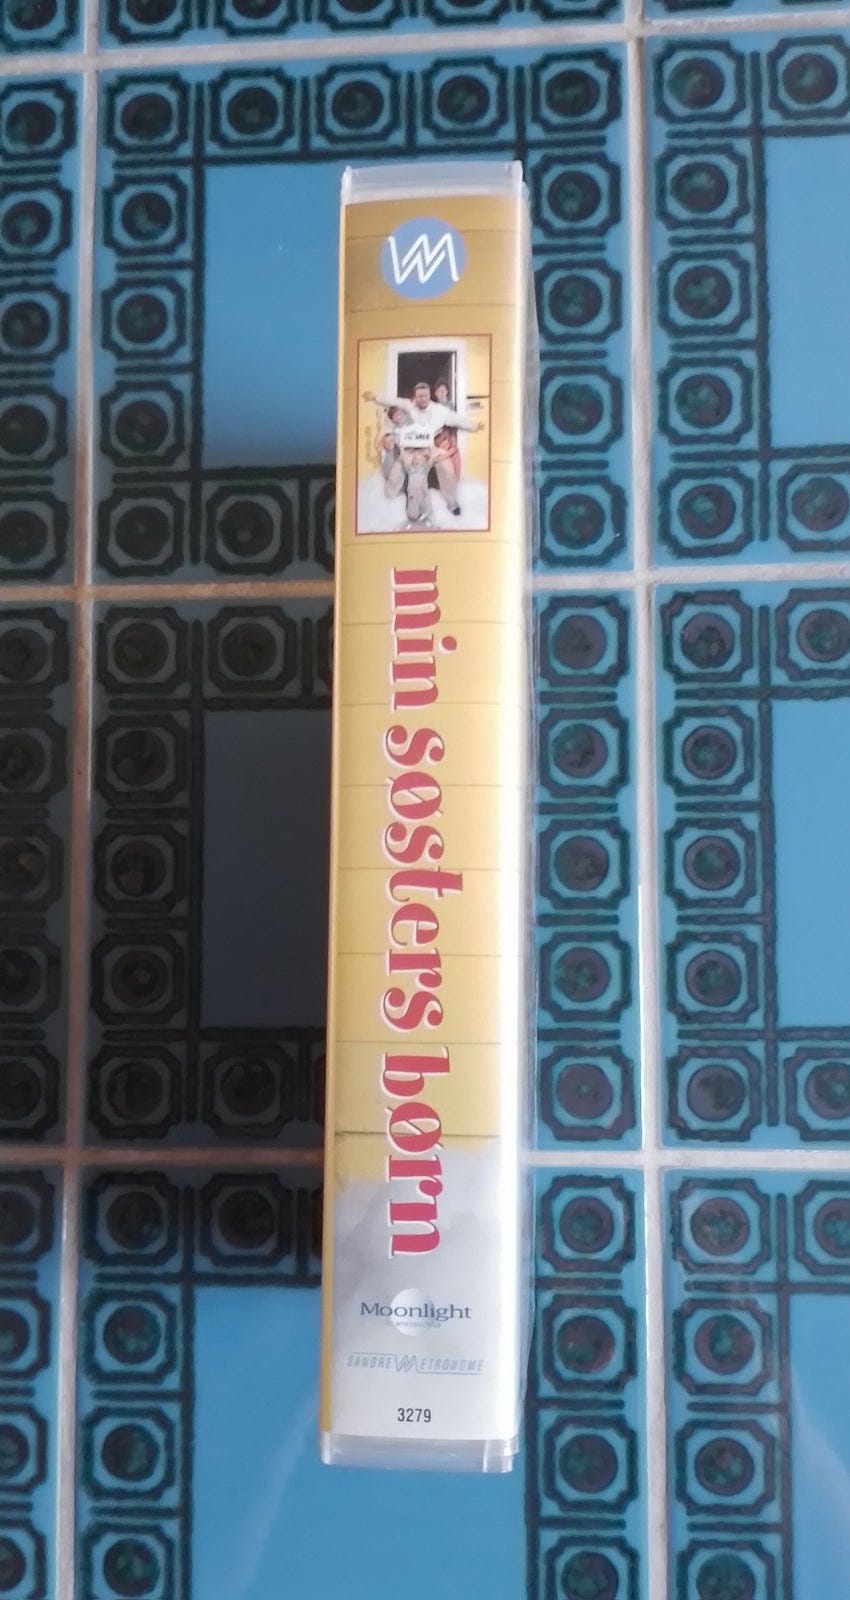 min søsters børn
Moonlight
SANDREW METRONOME
3279